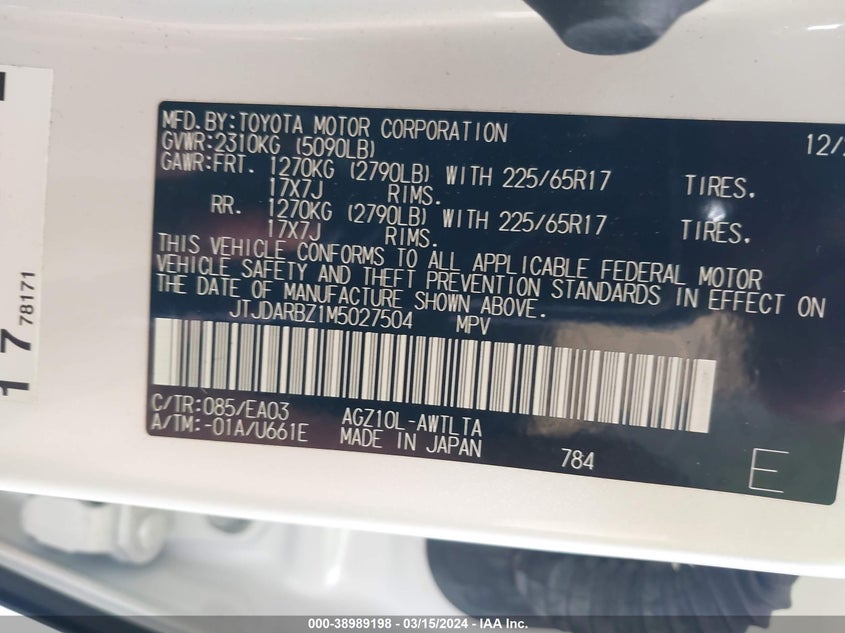 MFD. BY: TOYOTA MOTOR CORPORATION 12/
GVWR: 2310KG (5090LB)
GAWR: FRT. 1270KG (2790LB) WITH 225/65R17 TIRES.
17X7J RIMS.
RR. 1270KG (2790LB) WITH 225/65R17 TIRES.
17X7J RIMS.
THIS VEHICLE CONFORMS TO ALL APPLICABLE FEDERAL MOTOR
VEHICLE SAFETY AND THEFT PREVENTION STANDARDS IN EFFECT ON
THE DATE OF MANUFACTURE SHOWN ABOVE.
JTJDARBZ1M5027504 MPV
C/TR: 085/EA03 AGZ10L-AWTLTA
A/TM: -01A/U661E MADE IN JAPAN 784
E
17
78171
000-38989198 - 03/15/2024 - IAA Inc.